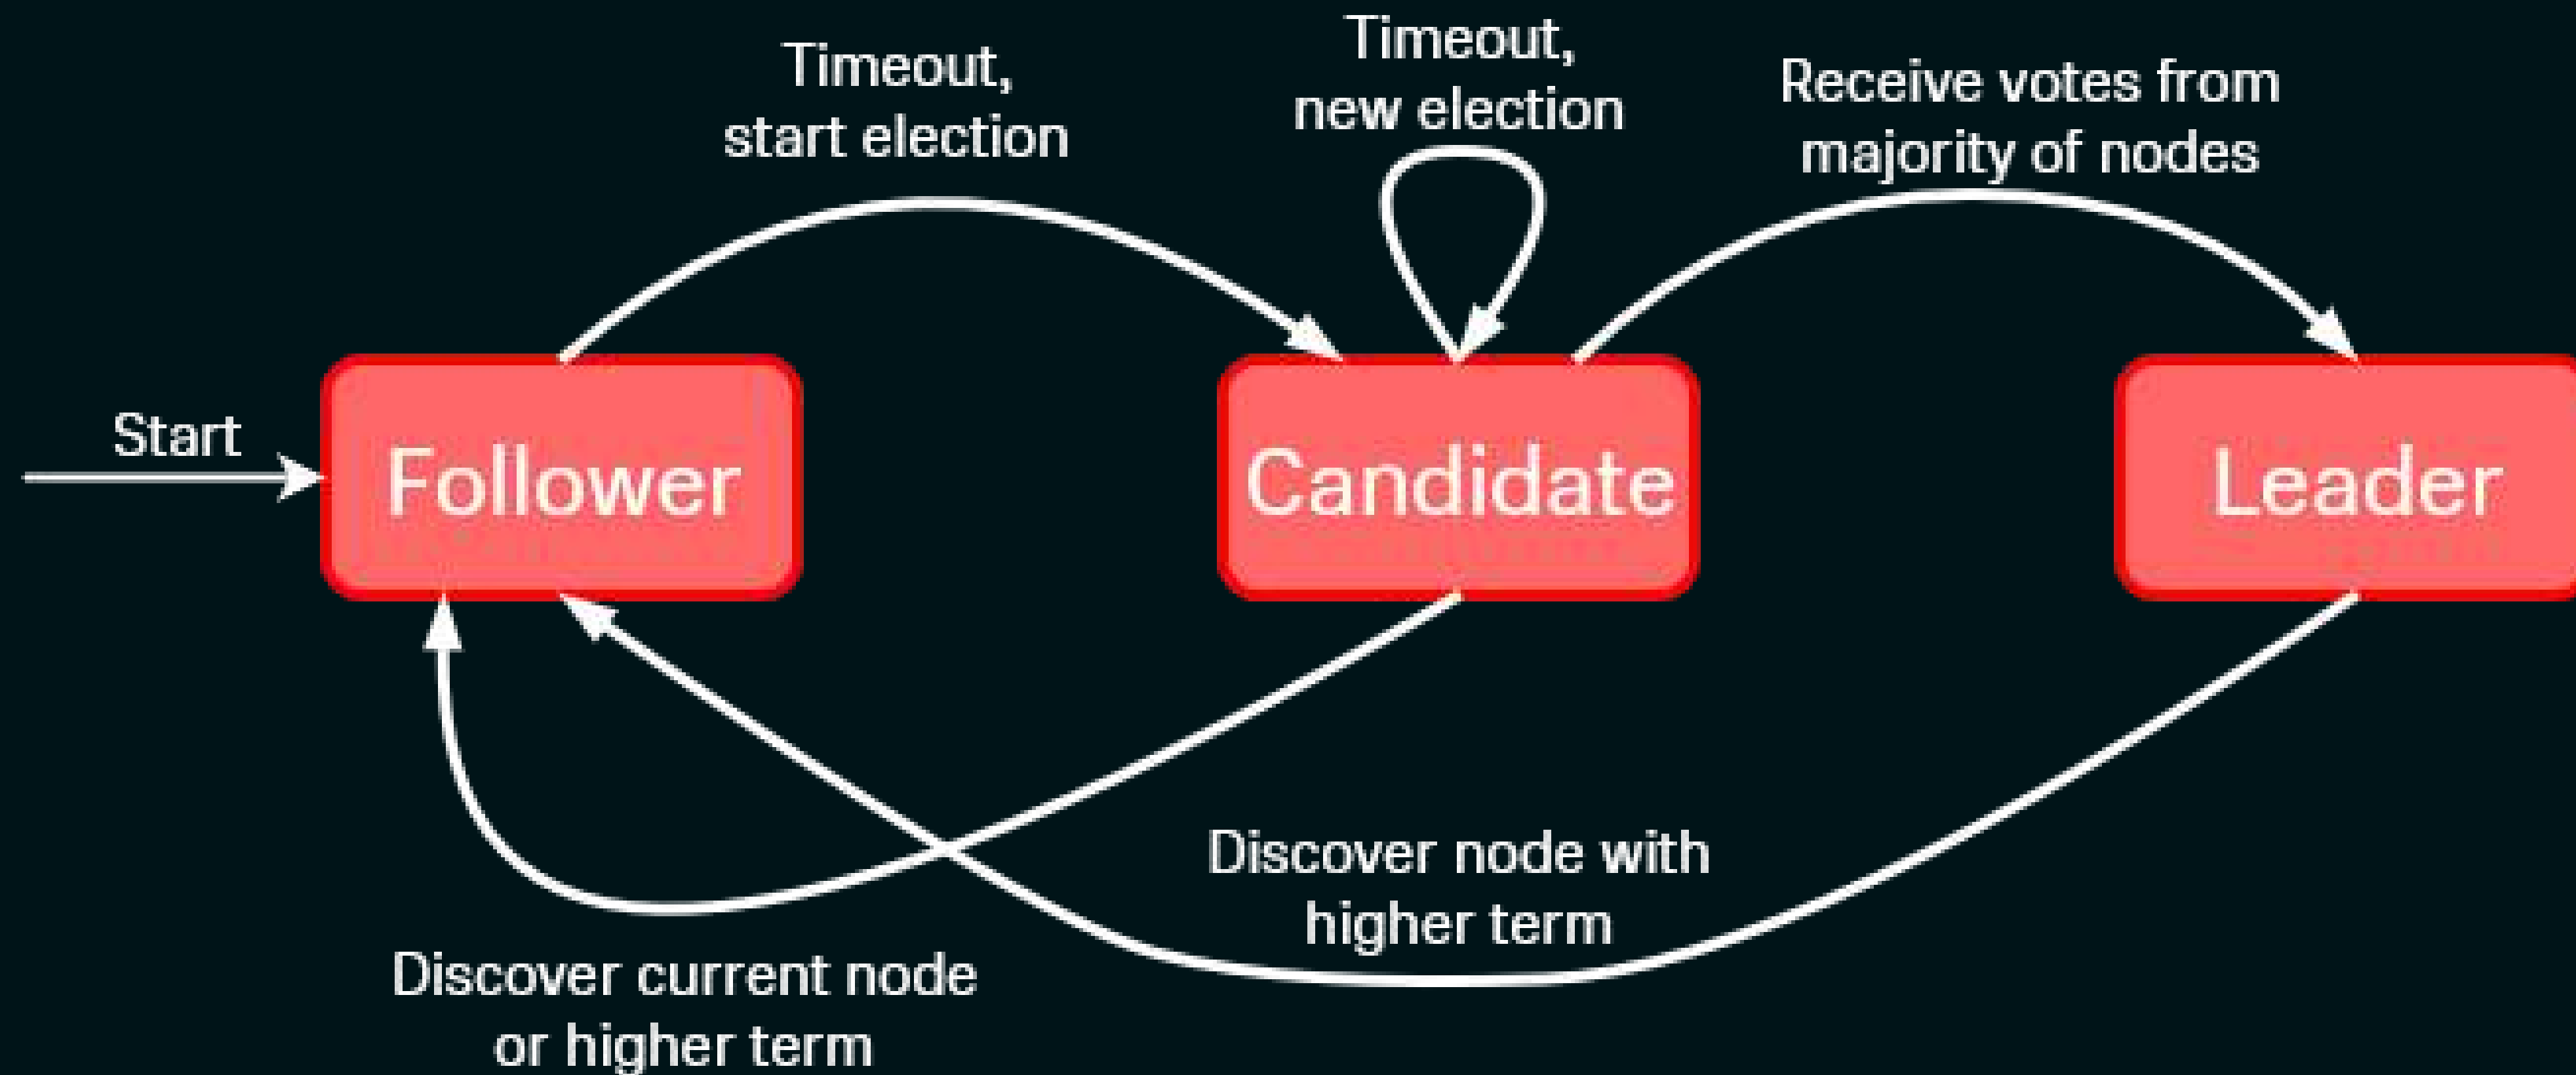 Timeout,
start election
Timeout,
new election
Receive votes from
majority of nodes
Start
Follower
Candidate
Leader
Discover node with
higher term
Discover current node
or higher term